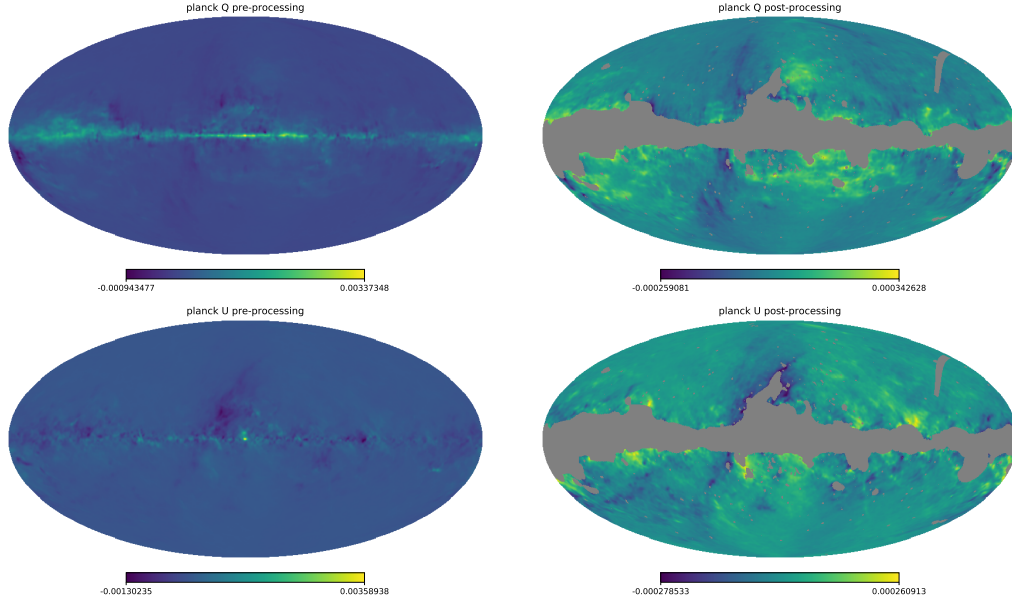 planck Q pre-processing
planck Q post-processing
-0.000943477 0.00337348
-0.000259081 0.000342628
planck U pre-processing
planck U post-processing
-0.00130235 0.00358938
-0.000278533 0.000260913